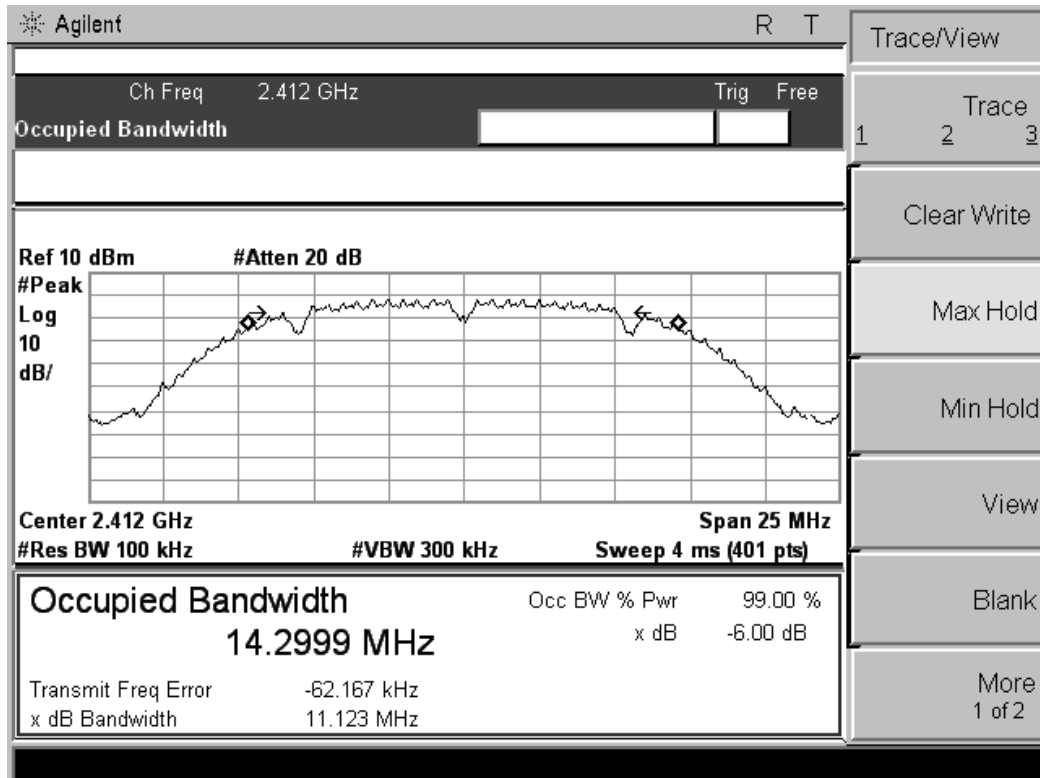 Agilent
R T
Ch Freq 2.412 GHz Trig Free
Occupied Bandwidth
Ref 10 dBm #Atten 20 dB
#Peak
Log
10
dB/
Center 2.412 GHz Span 25 MHz
#Res BW 100 kHz #VBW 300 kHz Sweep 4 ms (401 pts)
Occupied Bandwidth
14.2999 MHz
Occ BW % Pwr 99.00 %
x dB -6.00 dB
Transmit Freq Error -62.167 kHz
x dB Bandwidth 11.123 MHz
Trace/View
Trace
1 2 3
Clear Write
Max Hold
Min Hold
View
Blank
More
1 of 2